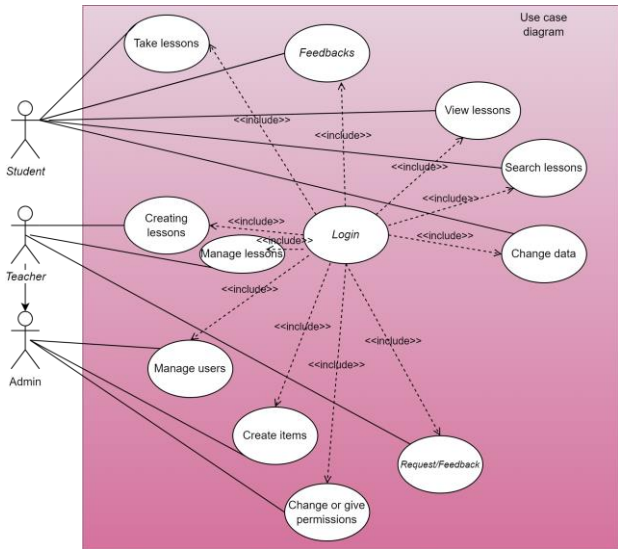 Use case
diagram
Take lessons
Feedbacks
View lessons
<<include>>
<<include>>
<<include>>
Search lessons
Student
<<include>>
Creating
lessons
<<include>>
Login
<<include>>
Manage lessons
<<include>>
Change data
Teacher
<<include>>
<<include>>
<<include>>
<<include>>
Admin
Manage users
Create items
Request/Feedback
Change or give
permissions